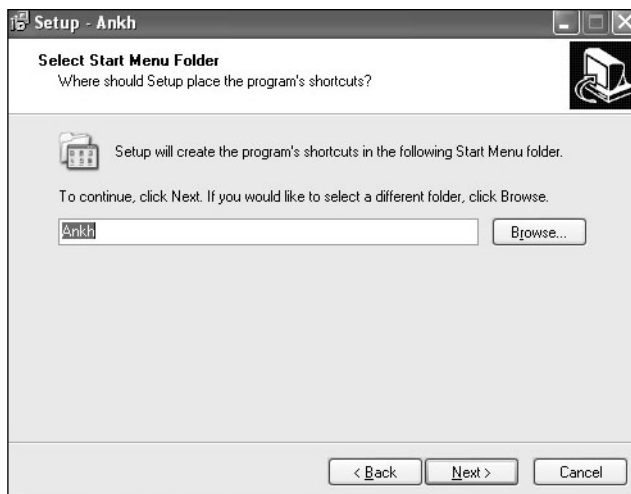 Setup - Ankh
Select Start Menu Folder
Where should Setup place the program's shortcuts?
Setup will create the program's shortcuts in the following Start Menu folder.
To continue, click Next. If you would like to select a different folder, click Browse.
Ankh
Browse...
< Back
Next >
Cancel